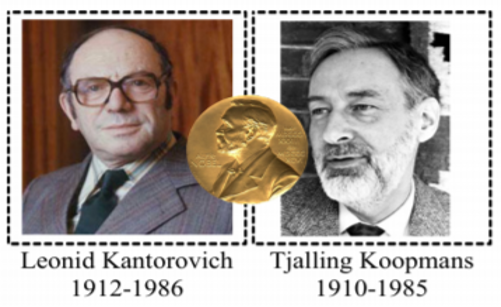 Leonid Kantorovich
1912-1986
Tjalling Koopmans
1910-1985